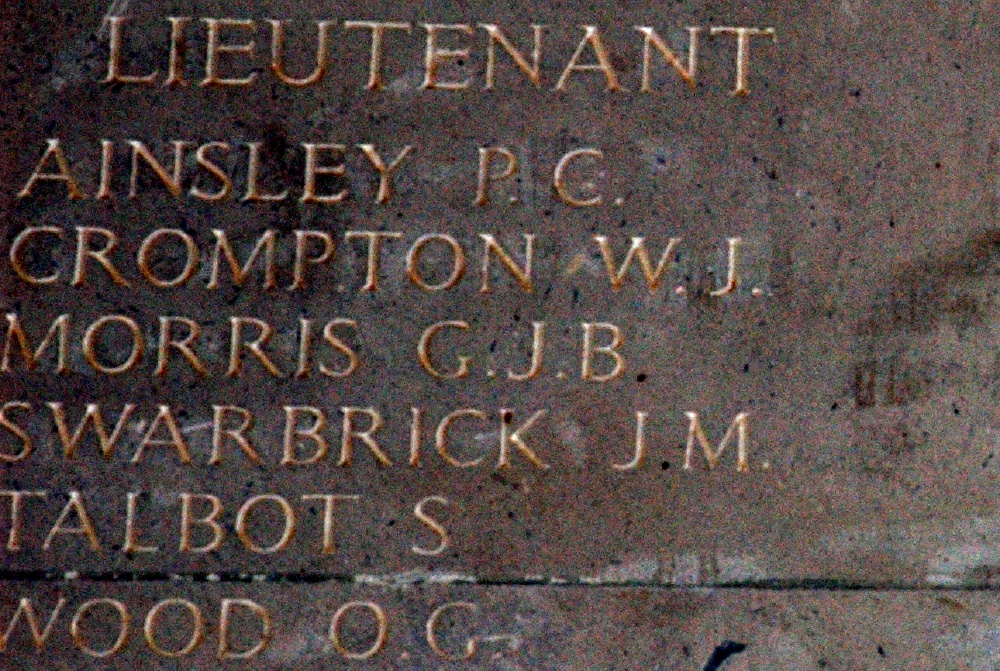 LIEUTENANT
AINSLEY P.C.
CROMPTON W.J.
MORRIS G.J.B
SWARBRICK J.M.
TALBOT S
WOOD O.G.